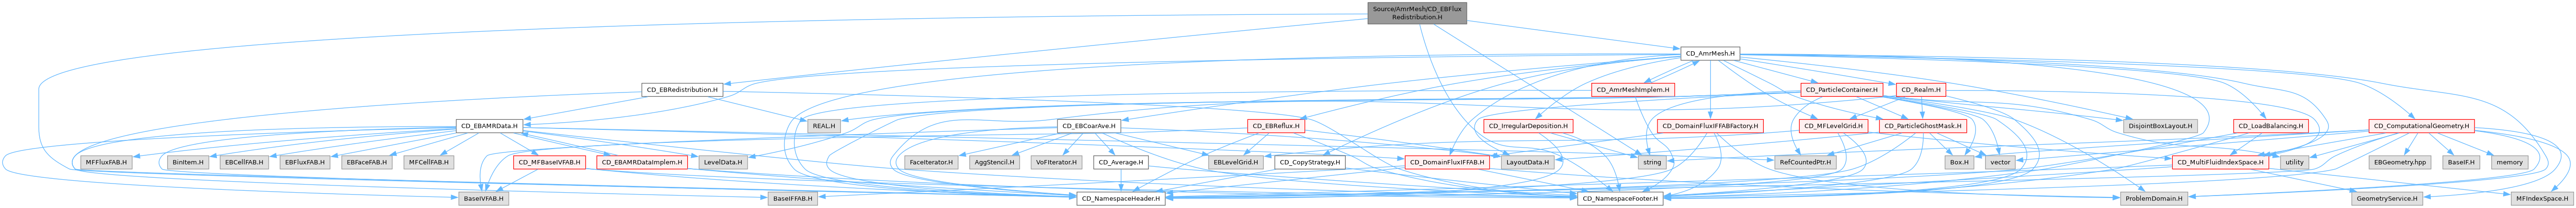 Source/AmrMesh/CD_EBFlux
Redistribution.H
CD_AmrMesh.H
CD_EBRedistribution.H
CD_AmrMeshImplem.H
CD_ParticleContainer.H
CD_Realm.H
CD_EBAMRData.H
REAL.H
CD_EBCoarAve.H
CD_EBReflux.H
CD_IrregularDeposition.H
CD_DomainFluxIFFABFactory.H
CD_MFLevelGrid.H
CD_ParticleGhostMask.H
DisjointBoxLayout.H
CD_LoadBalancing.H
CD_ComputationalGeometry.H
MFFluxFAB.H
BinItem.H
EBCellFAB.H
EBFluxFAB.H
EBFaceFAB.H
MFCellFAB.H
CD_MFBaseIVFAB.H
CD_EBAMRDataImplem.H
LevelData.H
FaceIterator.H
AggStencil.H
VoFIterator.H
CD_Average.H
EBLevelGrid.H
CD_CopyStrategy.H
CD_DomainFluxIFFAB.H
LayoutData.H
string
RefCountedPtr.H
Box.H
vector
utility
CD_MultiFluidIndexSpace.H
EBGeometry.hpp
BaseIF.H
memory
BaseIVFAB.H
BaseIFFAB.H
CD_NamespaceHeader.H
CD_NamespaceFooter.H
ProblemDomain.H
GeometryService.H
MFIndexSpace.H